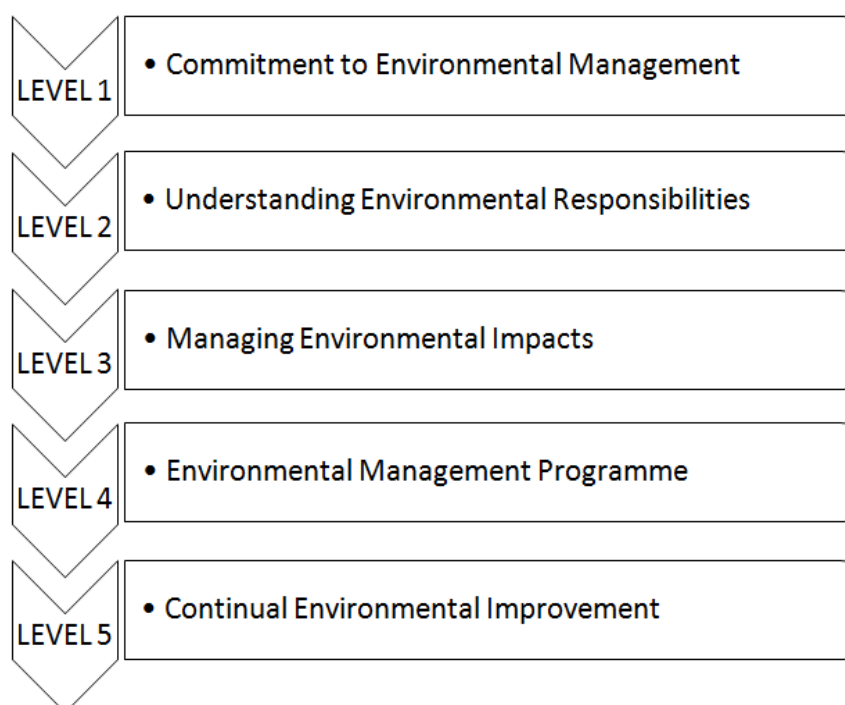 LEVEL 1
• Commitment to Environmental Management
LEVEL 2
• Understanding Environmental Responsibilities
LEVEL 3
• Managing Environmental Impacts
LEVEL 4
• Environmental Management Programme
LEVEL 5
• Continual Environmental Improvement